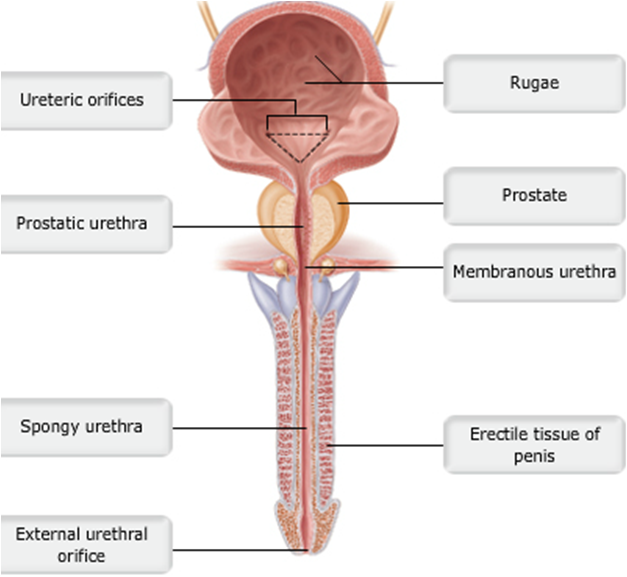 Ureteric orifices
Rugae
Prostate
Prostatic urethra
Membranous urethra
Spongy urethra
Erectile tissue of
penis
External urethral
orifice